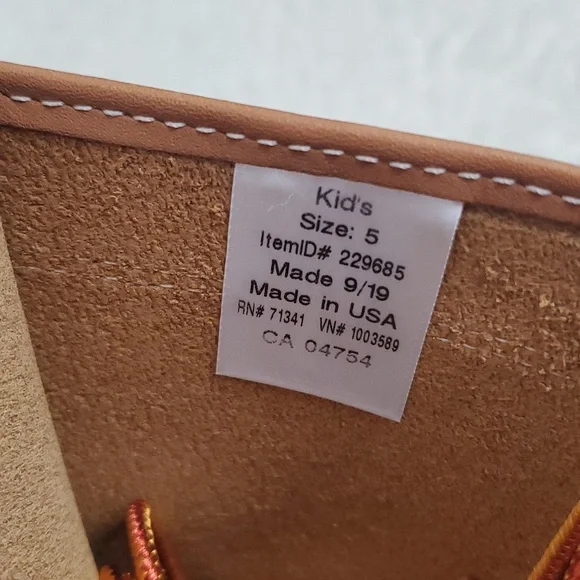 Kid's
Size: 5
ItemID# 229685
Made 9/19
Made in USA
RN# 71341 VN# 1003589
CA 04754